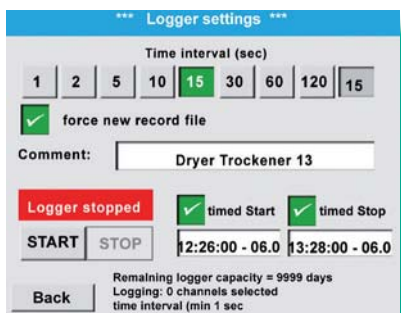 *** Logger settings ***
Time interval (sec)
1 2 5 10 15 30 60 120 15
force new record file
Comment: Dryer Trockener 13
Logger stopped timed Start timed Stop
START STOP 12:26:00 - 06.0 13:28:00 - 06.0
Remaining logger capacity = 9999 days
Logging: 0 channels selected
Back time interval (min 1 sec